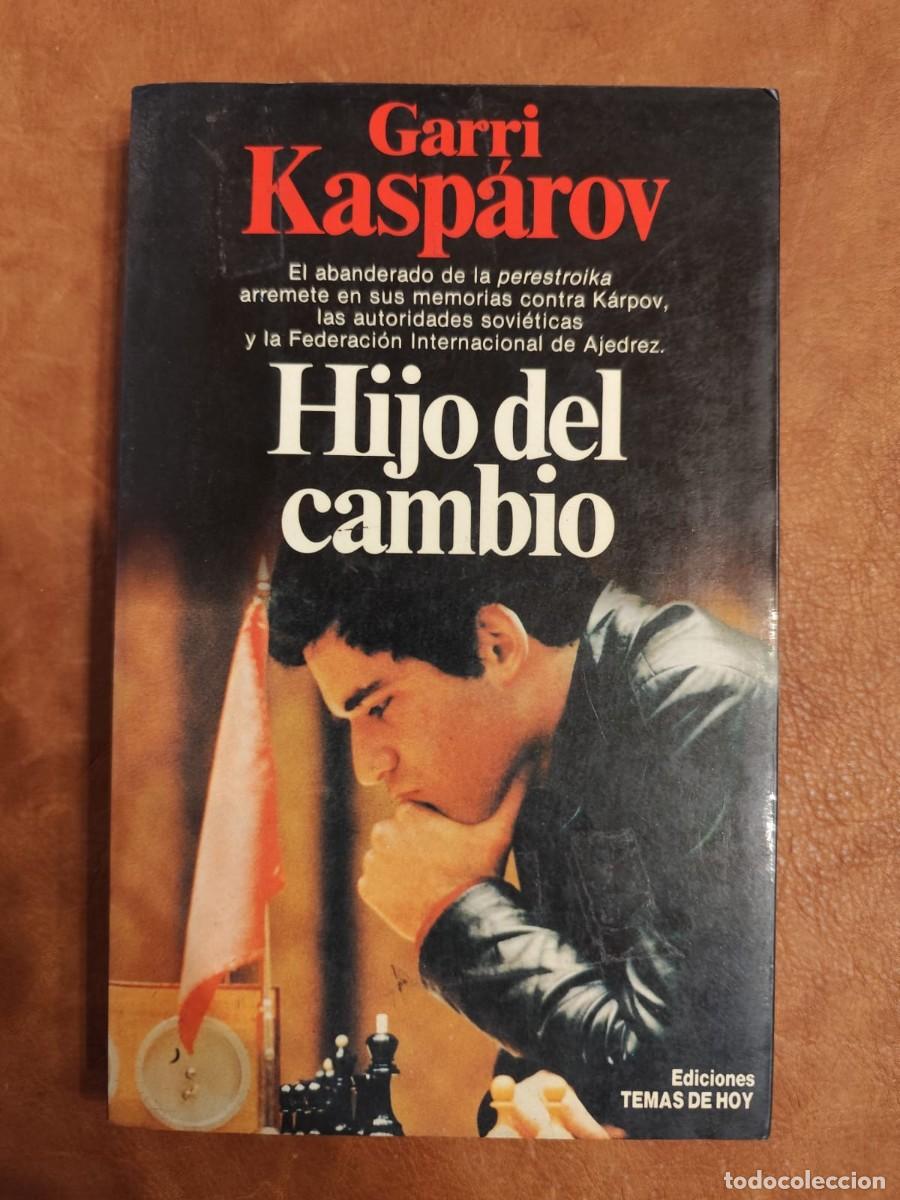 Garri
Kaspárov
El abanderado de la perestroika
arremete en sus memorias contra Kárpov,
las autoridades soviéticas
y la Federación Internacional de Ajedrez.
Hijo del
cambio
Ediciones
TEMAS DE HOY
todocoleccion